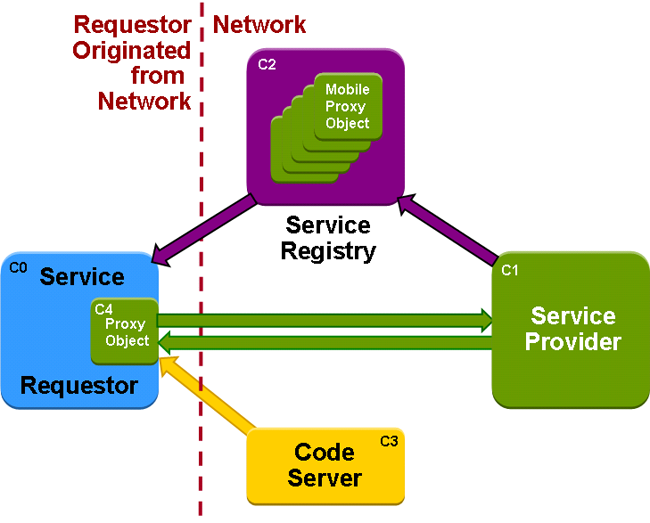 Requestor
Originated
from
Network
Network
C2
Mobile
Proxy
Object
Service
Registry
C0
Service
C4
Proxy
Object
Requestor
C1
Service
Provider
C3
Code
Server